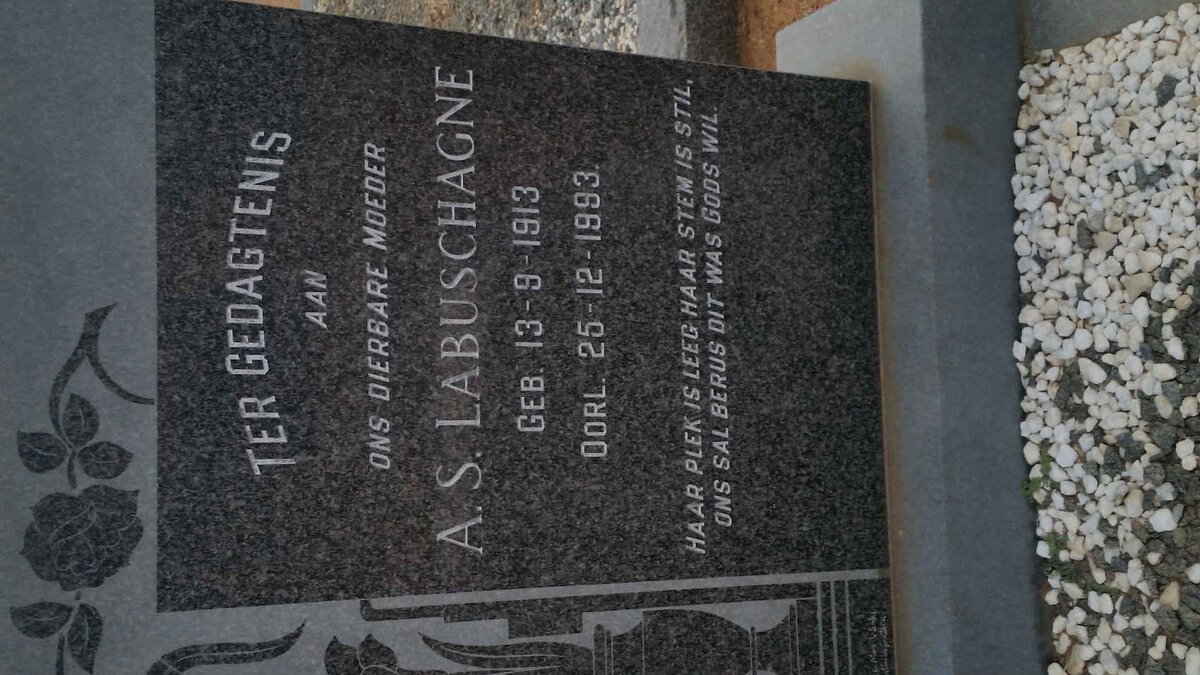 TER GEDAGTENIS
AAN
ONS DIERBARE MOEDER
A.S. LABUSCHAGNE
GEB. 13-9-1913
OORL. 25-12-1993.
HAAR PLEK IS LEEG HAAR STEM IS STIL,
ONS SAL BERUS DIT WAS GODS WIL.